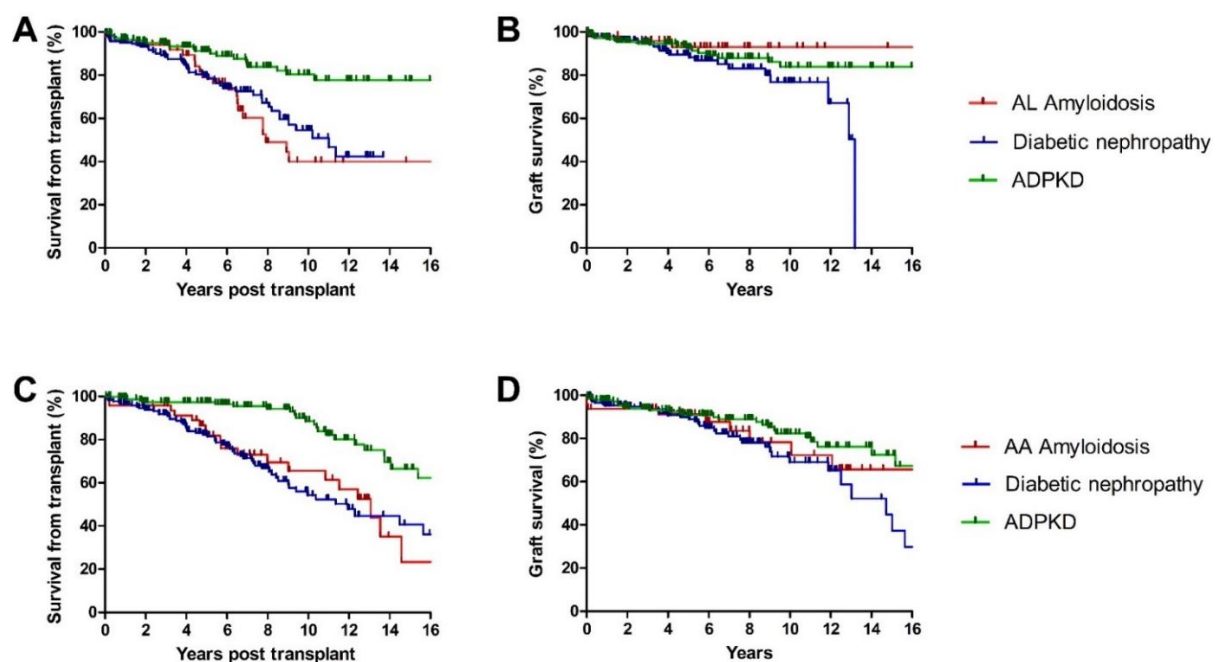 A
Survival from transplant (%)
100
80
60
40
20
0
0 2 4 6 8 10 12 14 16
Years post transplant
B
Graft survival (%)
100
80
60
40
20
0
0 2 4 6 8 10 12 14 16
Years
AL Amyloidosis
Diabetic nephropathy
ADPKD
C
Survival from transplant (%)
100
80
60
40
20
0
0 2 4 6 8 10 12 14 16
Years post transplant
D
Graft survival (%)
100
80
60
40
20
0
0 2 4 6 8 10 12 14 16
Years
AA Amyloidosis
Diabetic nephropathy
ADPKD